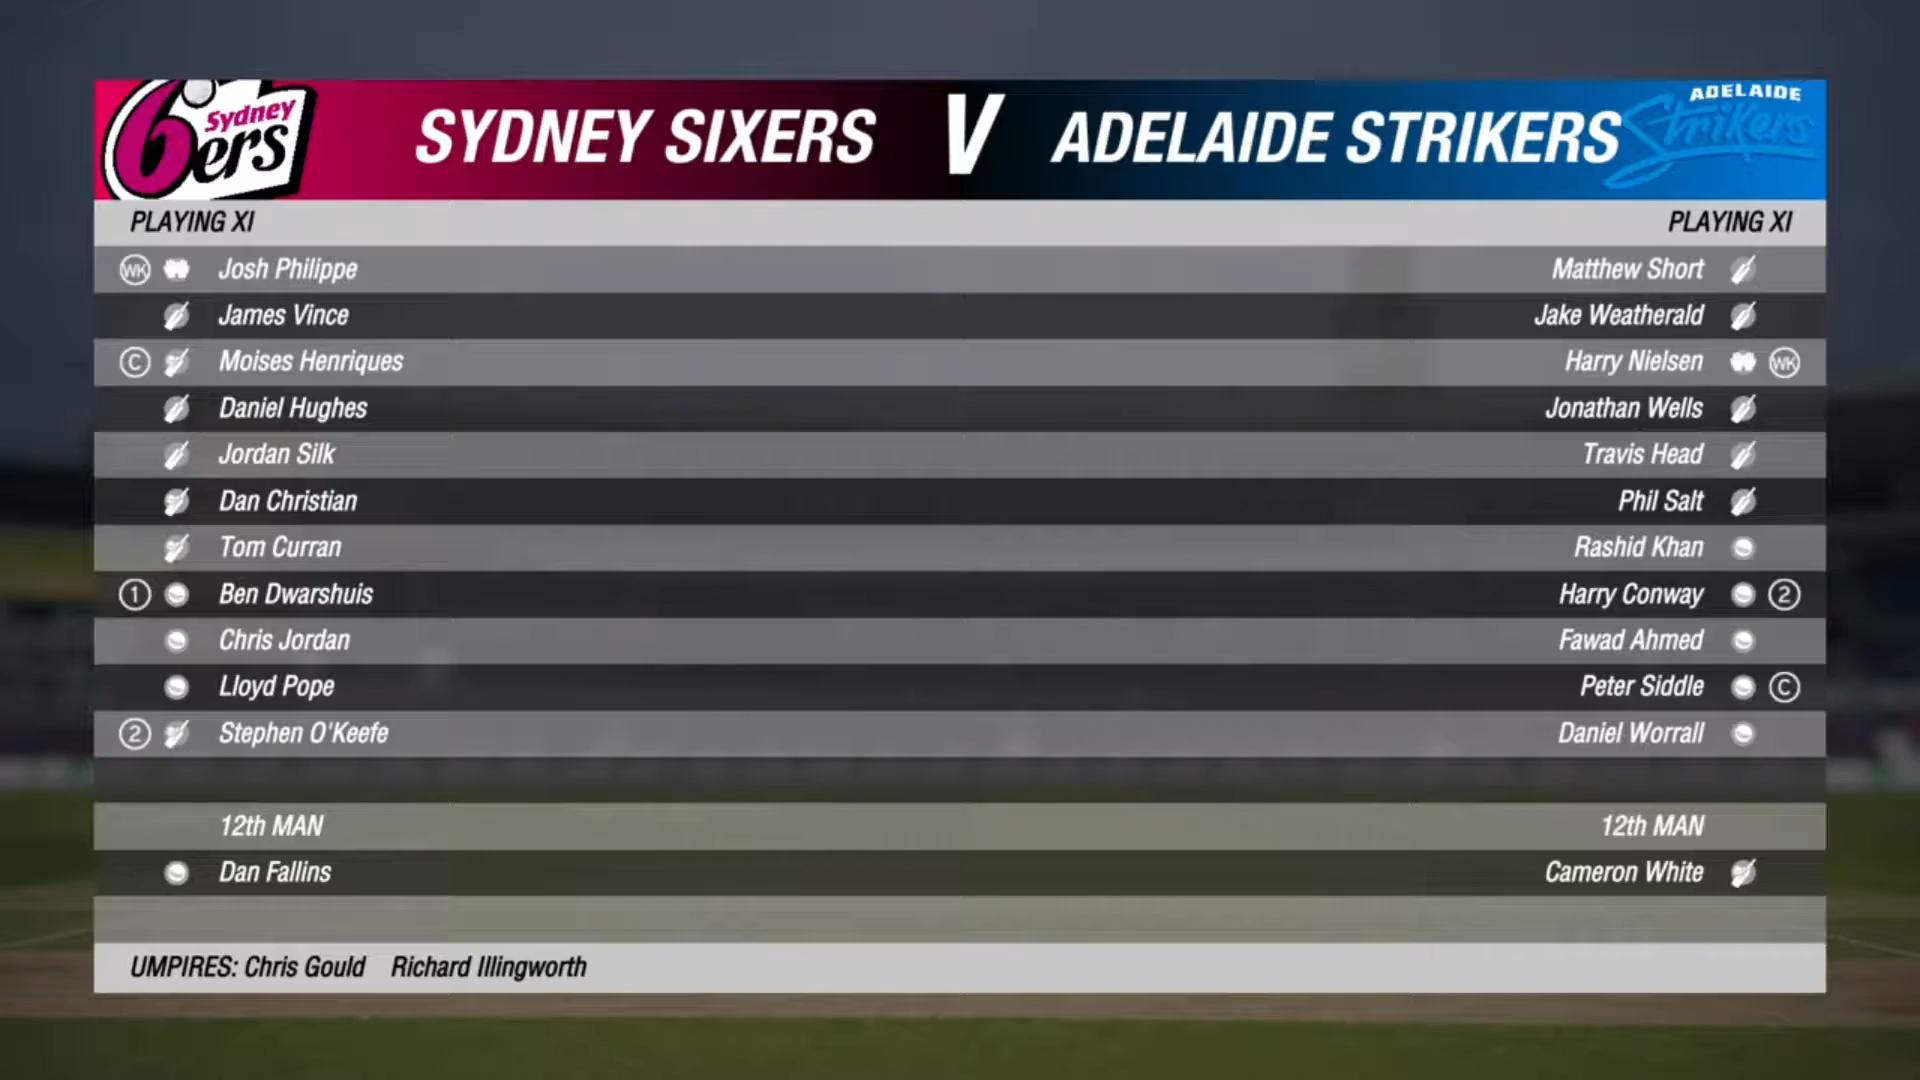 6ers Sydney
SYDNEY SIXERS V ADELAIDE STRIKERS
ADELAIDE Strikers
PLAYING XI PLAYING XI
WK Josh Philippe Matthew Short
James Vince Jake Weatherald
C Moises Henriques Harry Nielsen WK
Daniel Hughes Jonathan Wells
Jordan Silk Travis Head
Dan Christian Phil Salt
Tom Curran Rashid Khan
1 Ben Dwarshuis Harry Conway 2
Chris Jordan Fawad Ahmed
Lloyd Pope Peter Siddle C
2 Stephen O'Keefe Daniel Worrall
12th MAN 12th MAN
Dan Fallins Cameron White
UMPIRES: Chris Gould Richard Illingworth